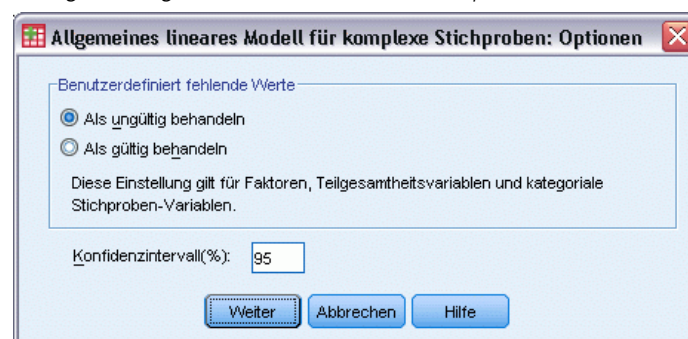 Allgemeines lineares Modell für komplexe Stichproben: Optionen
Benutzerdefiniert fehlende Werte
Als ungültig behandeln
Als gültig behandeln
Diese Einstellung gilt für Faktoren, Teilgesamtheitsvariablen und kategoriale
Stichproben-Variablen.
Konfidenzintervall(%): 95
Weiter Abbrechen Hilfe